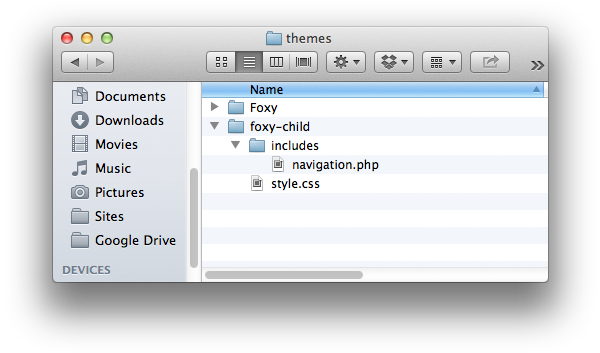 themes
Name
Documents
Downloads
Movies
Music
Pictures
Sites
Google Drive
DEVICES
Foxy
foxy-child
includes
navigation.php
style.css